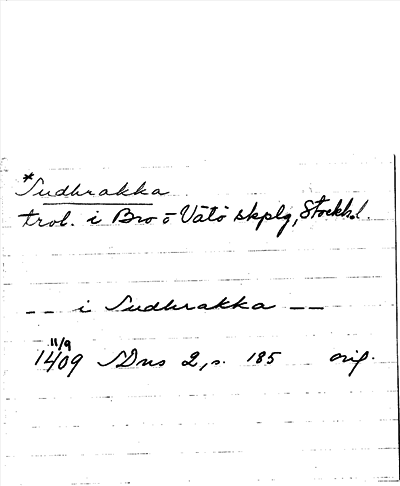 *Sudhrakka
trol. i Bro o Vätö skplg, Stockh.l.
-- i Sudhrakka --
11/9
1409 SDns 2, s. 185 orig.